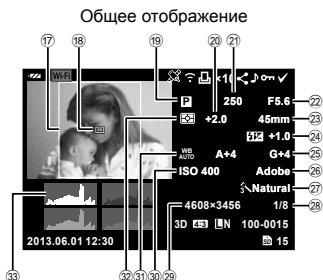 Общее отображение
⑰ ⑱ ⑲ ⑳ ㉑
Wi-Fi ×10
P 250 F5.6 ㉒
+2.0 45mm ㉓
+1.0 ㉔
WB AUTO A+4 G+4 ㉕
ISO 400 Adobe ㉖
Natural ㉗
4608×3456 1/8 ㉘
3D 4:3 LN 100-0015
2013.06.01 12:30 15
㉝ ㉜ ㉛ ㉚ ㉙